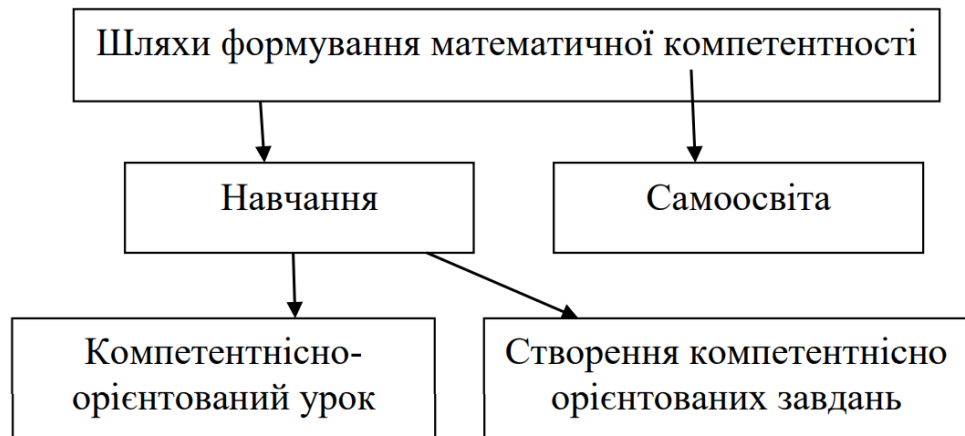 Шляхи формування математичної компетентності
Навчання
Самоосвіта
Компетентнісно-
орієнтований урок
Створення компетентнісно
орієнтованих завдань